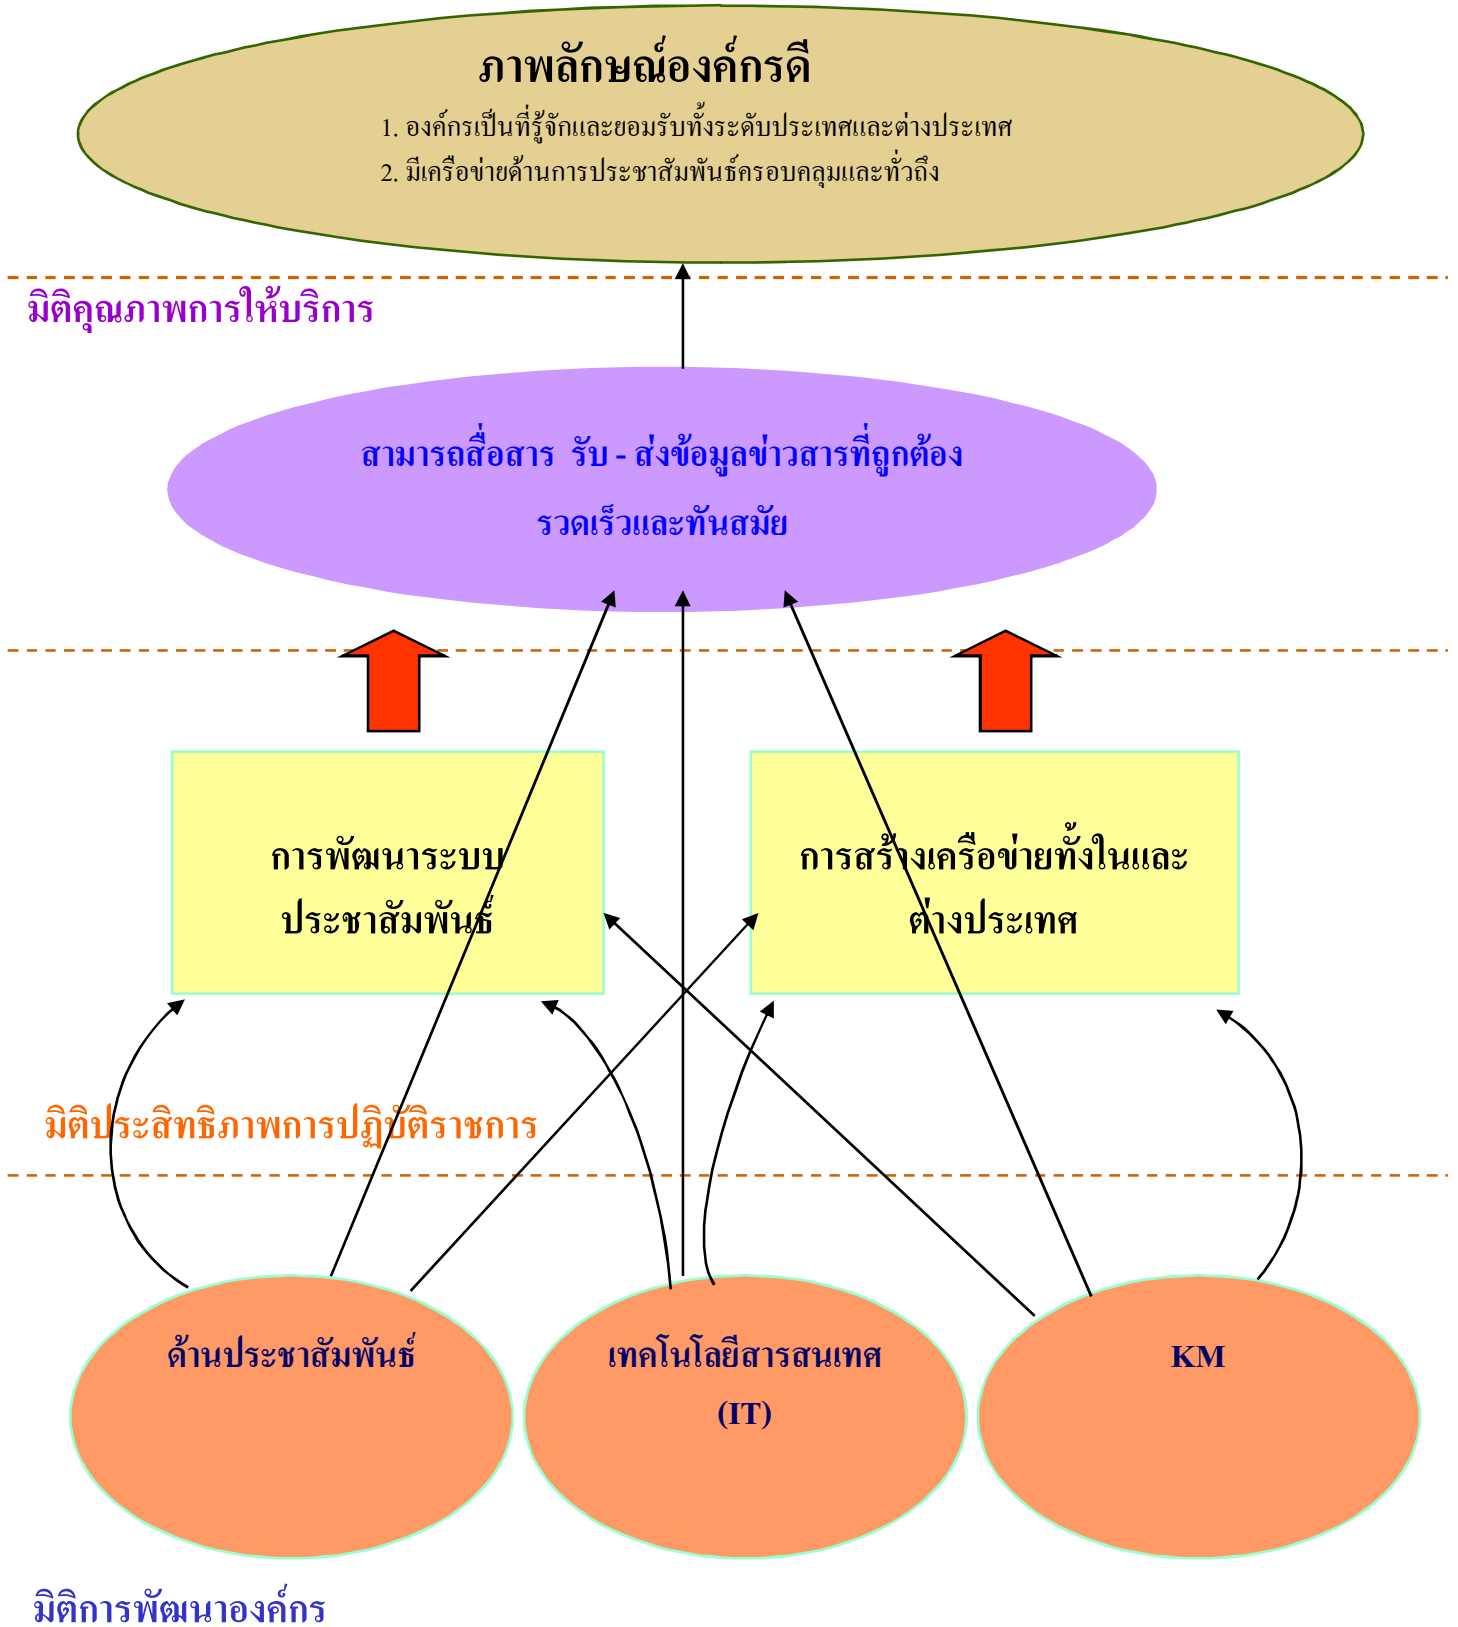 ภาพลักษณ์องค์กรดี
1. องค์กรเป็นที่รู้จักและยอมรับทั้งระดับประเทศและต่างประเทศ
2. มีเครือข่ายด้านการประชาสัมพันธ์ครอบคลุมและทั่วถึง
มิติคุณภาพการให้บริการ
สามารถสื่อสาร รับ - ส่งข้อมูลข่าวสารที่ถูกต้อง
รวดเร็วและทันสมัย
การพัฒนาระบบ
ประชาสัมพันธ์
การสร้างเครือข่ายทั้งในและ
ต่างประเทศ
มิติประสิทธิภาพการปฏิบัติราชการ
ด้านประชาสัมพันธ์
เทคโนโลยีสารสนเทศ
(IT)
KM
มิติการพัฒนาองค์กร